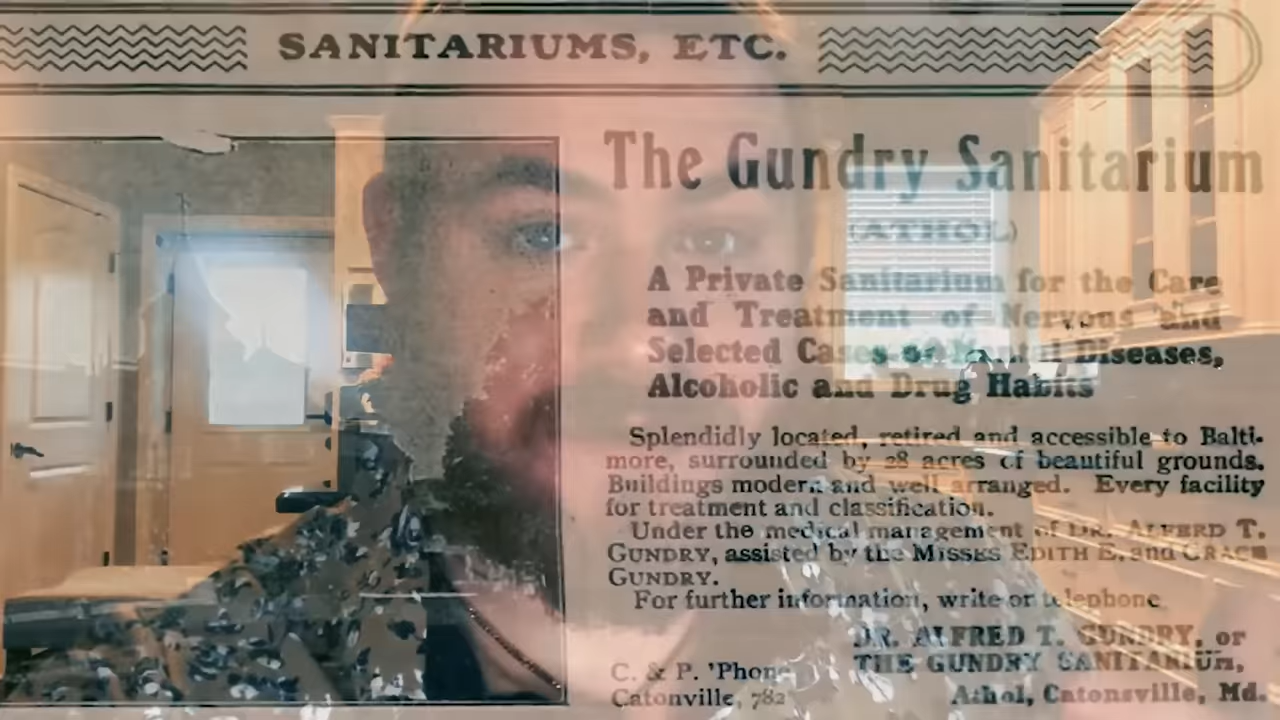 SANITARIUMS, ETC.
The Gundry Sanitarium
(ATHOL)
A Private Sanitarium for the Care
and Treatment of Nervous and
Selected Cases of Mental Diseases,
Alcoholic and Drug Habits
Splendidly located, retired and accessible to Balti-
more, surrounded by 28 acres of beautiful grounds.
Buildings modern and well arranged. Every facility
for treatment and classification.
Under the medical management of DR. ALFERD T.
GUNDRY, assisted by the MISSES EDITH E. and GRACE
GUNDRY.
For further information, write or telephone
DR. ALFRED T. GUNDRY, or
THE GUNDRY SANITARIUM,
C. & P. 'Phone
Catonville, 782
Athol, Catonsville, Md.